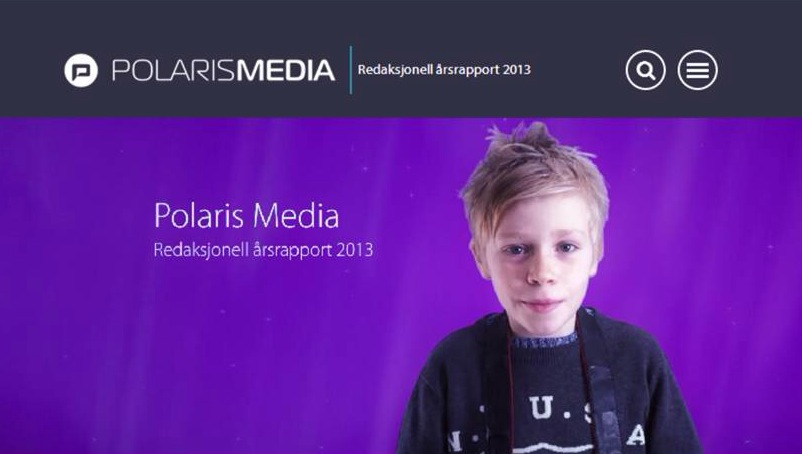 POLARISMEDIA
Redaksjonell årsrapport 2013
Polaris Media
Redaksjonell årsrapport 2013
U.S
N. A